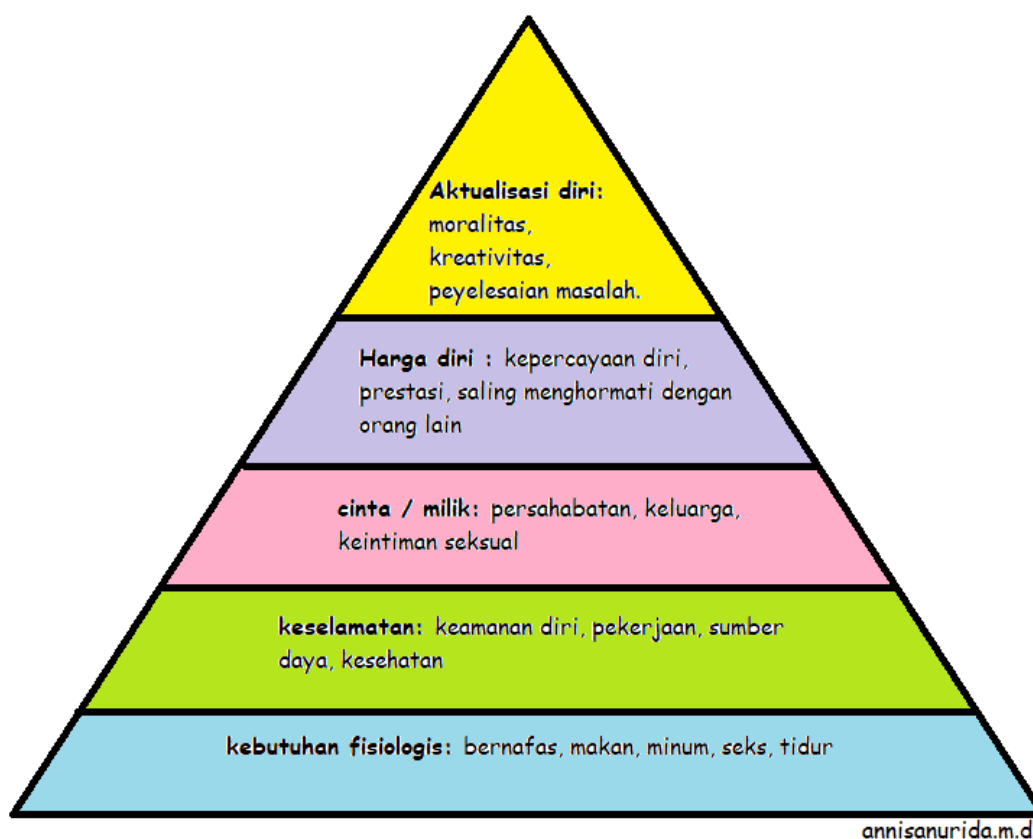 Aktualisasi diri:
moralitas,
kreativitas,
peyelesaian masalah.
Harga diri : kepercayaan diri,
prestasi, saling menghormati dengan
orang lain
cinta / milik: persahabatan, keluarga,
keintiman seksual
keselamatan: keamanan diri, pekerjaan, sumber
daya, kesehatan
kebutuhan fisiologis: bernafas, makan, minum, seks, tidur
annisanurida.m.d